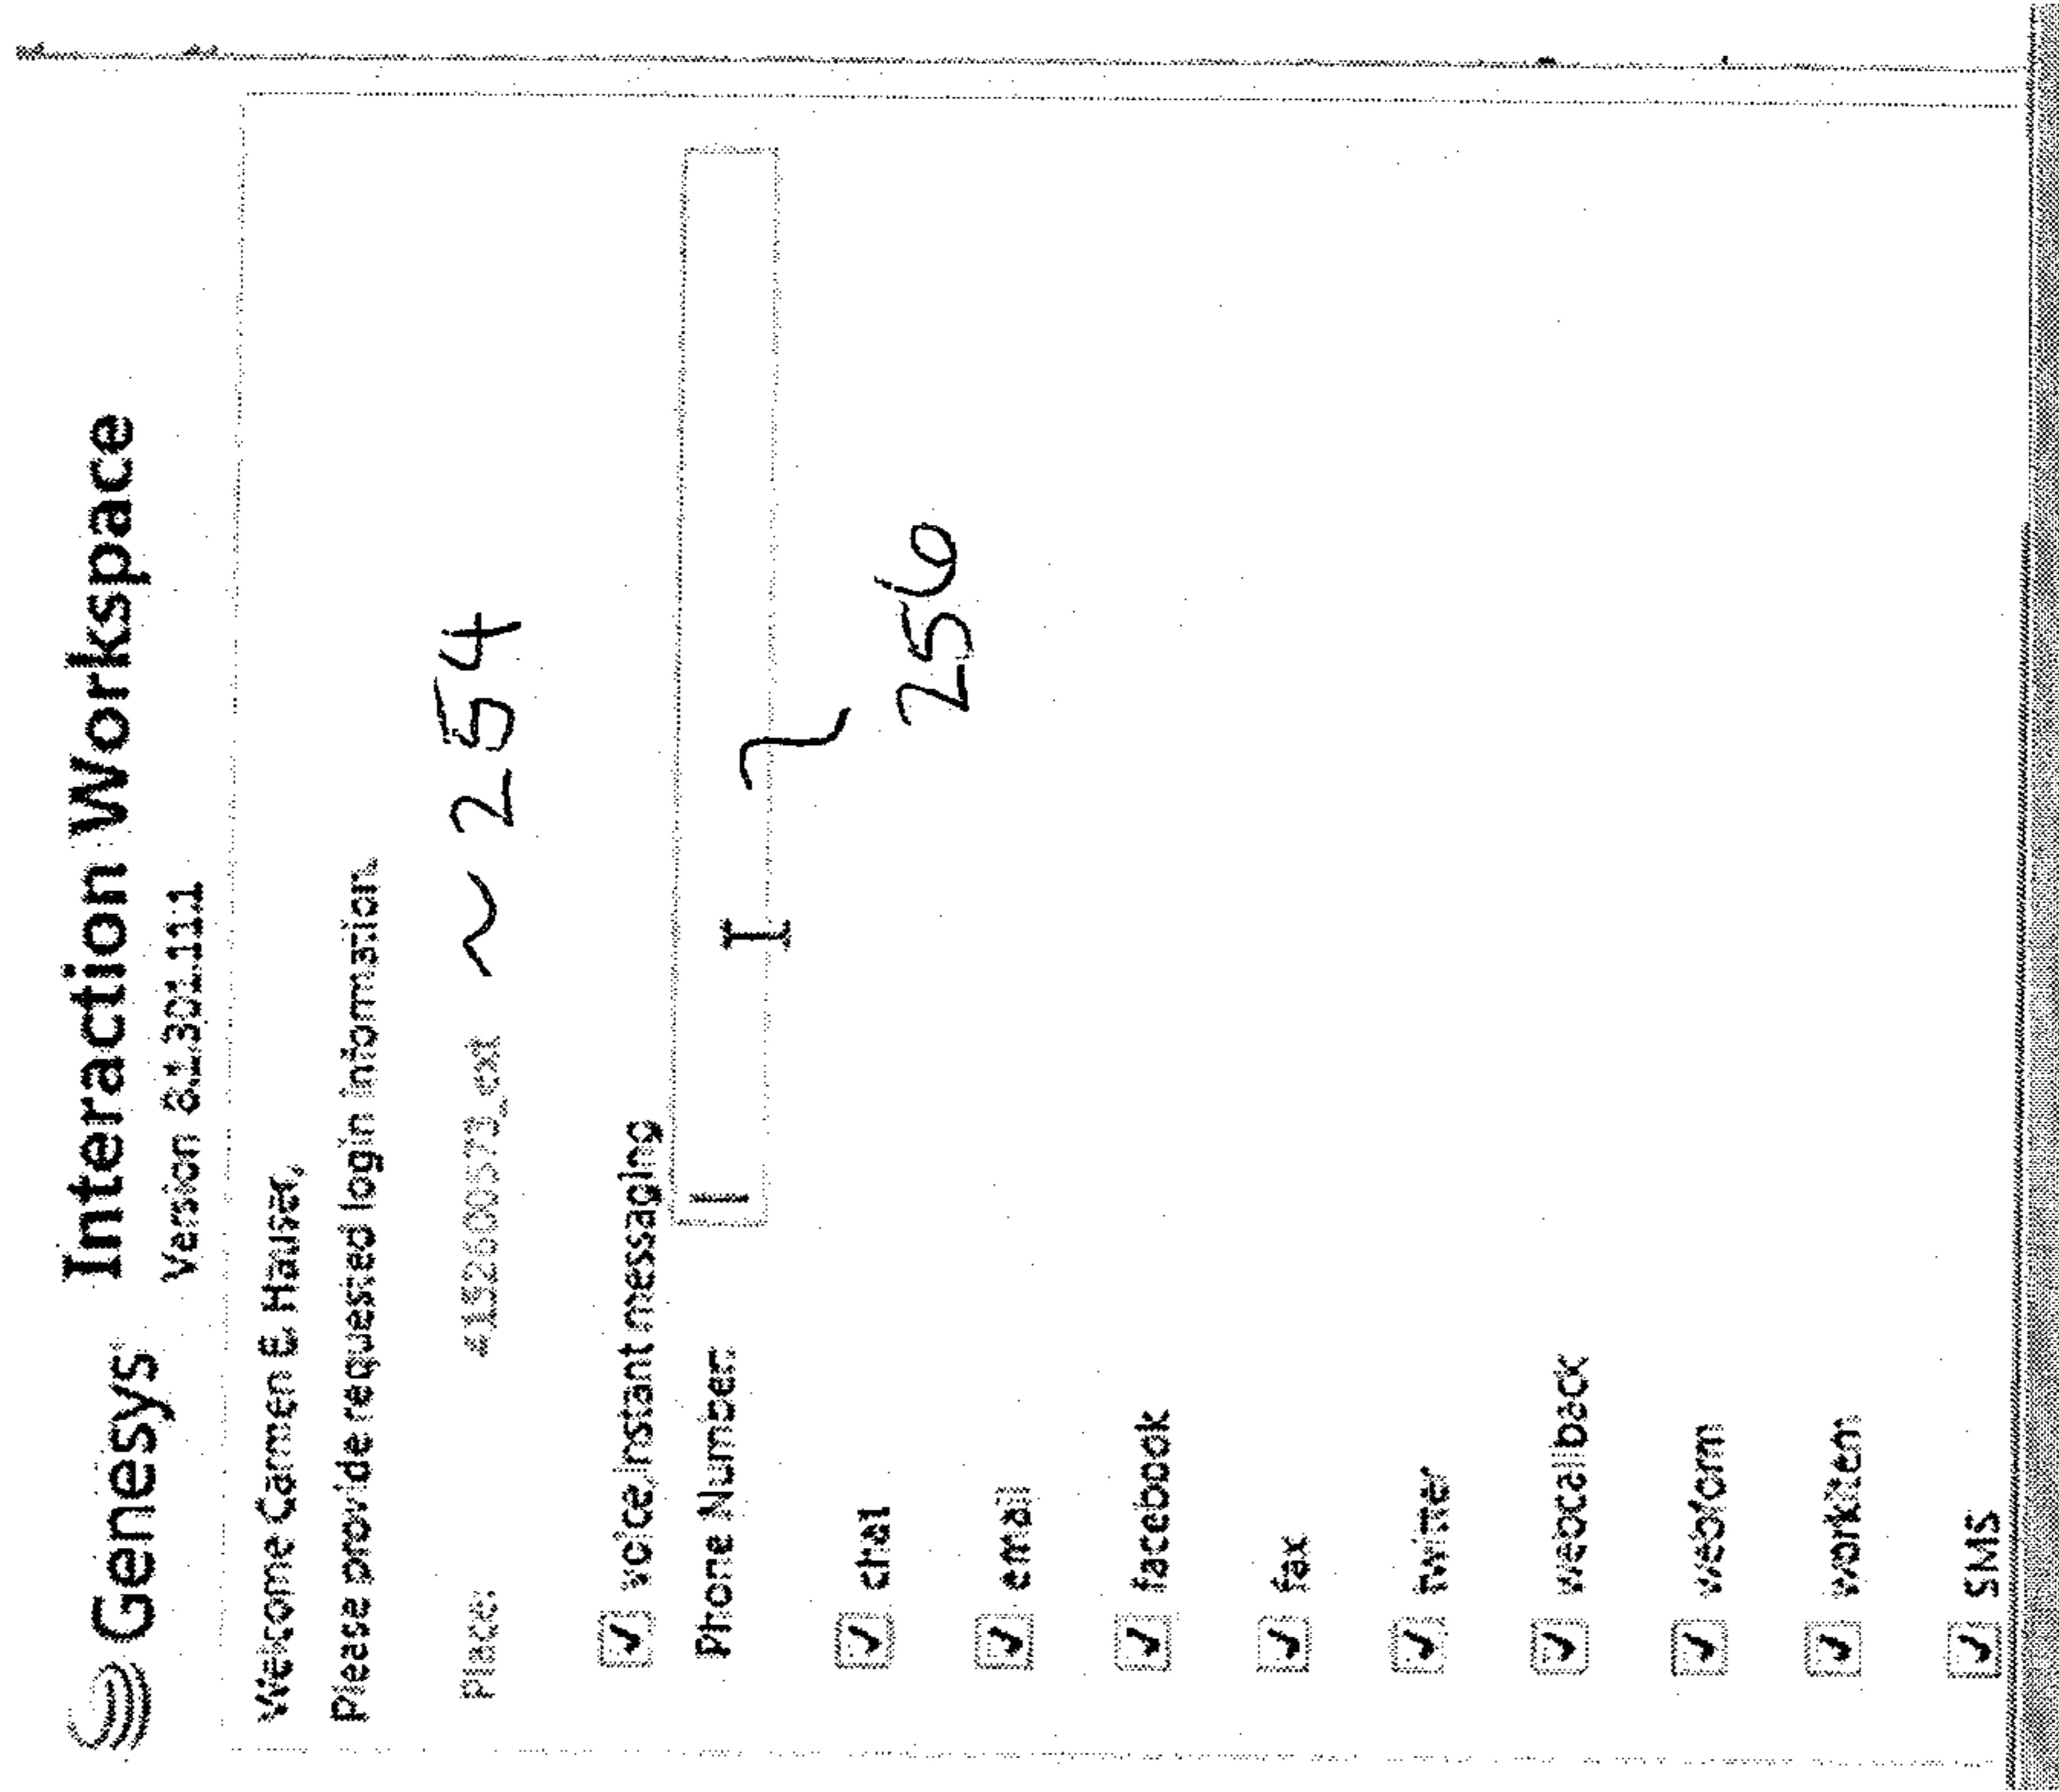 Genesys Interaction Workspace
Version 8.1.301.11.1
Welcome Carmen E. Hauser,
Please provide requested login information.
Place: #1152600573_ext ~ 254
✓ voice,instant messaging
Phone Number:
256
✓ chat
✓ email
✓ facebook
✓ fax
✓ twitter
✓ webcallback
✓ webform
✓ workitem
✓ SMS